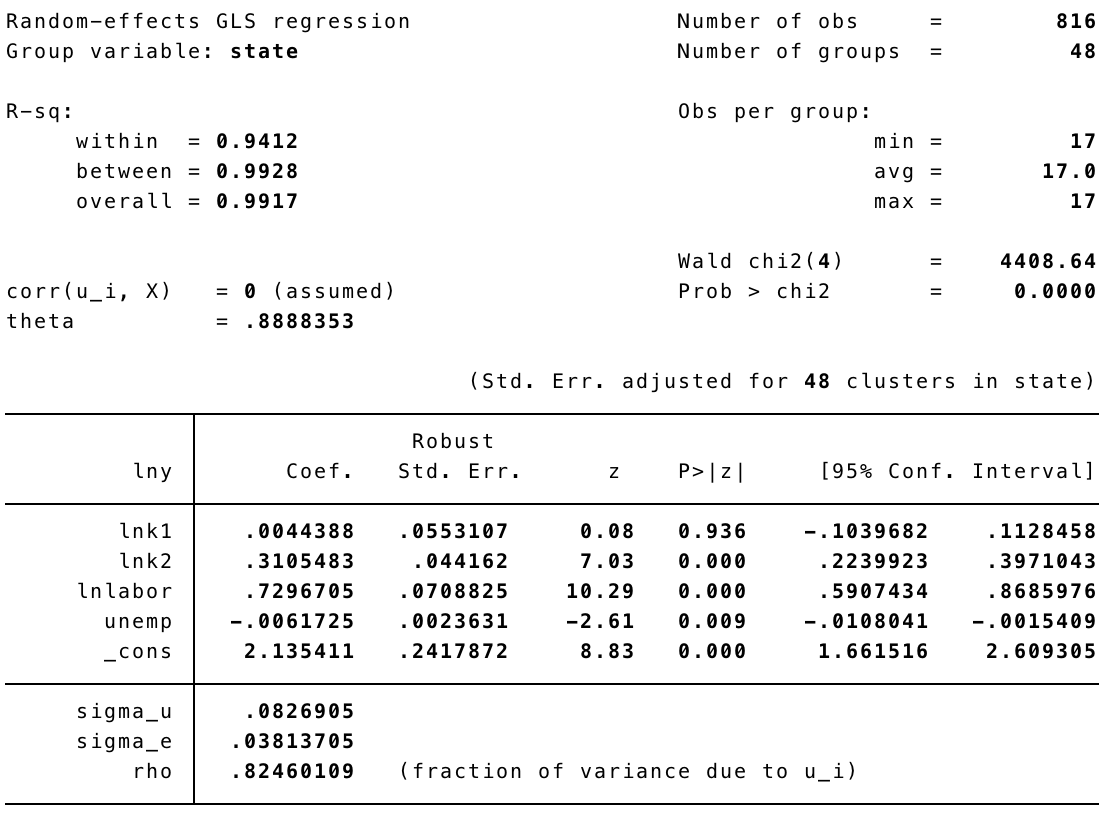 Random-effects GLS regression Number of obs = 816
Group variable: state Number of groups = 48
R-sq: Obs per group:
within = 0.9412 min = 17
between = 0.9928 avg = 17.0
overall = 0.9917 max = 17
Wald chi2(4) = 4408.64
corr(u_i, X) = 0 (assumed) Prob > chi2 = 0.0000
theta = .8888353
(Std. Err. adjusted for 48 clusters in state)
Robust
lny Coef. Std. Err. z P>|z| [95% Conf. Interval]
lnk1 .0044388 .0553107 0.08 0.936 -.1039682 .1128458
lnk2 .3105483 .044162 7.03 0.000 .2239923 .3971043
lnlabor .7296705 .0708825 10.29 0.000 .5907434 .8685976
unemp -.0061725 .0023631 -2.61 0.009 -.0108041 -.0015409
_cons 2.135411 .2417872 8.83 0.000 1.661516 2.609305
sigma_u .0826905
sigma_e .03813705
rho .82460109 (fraction of variance due to u_i)